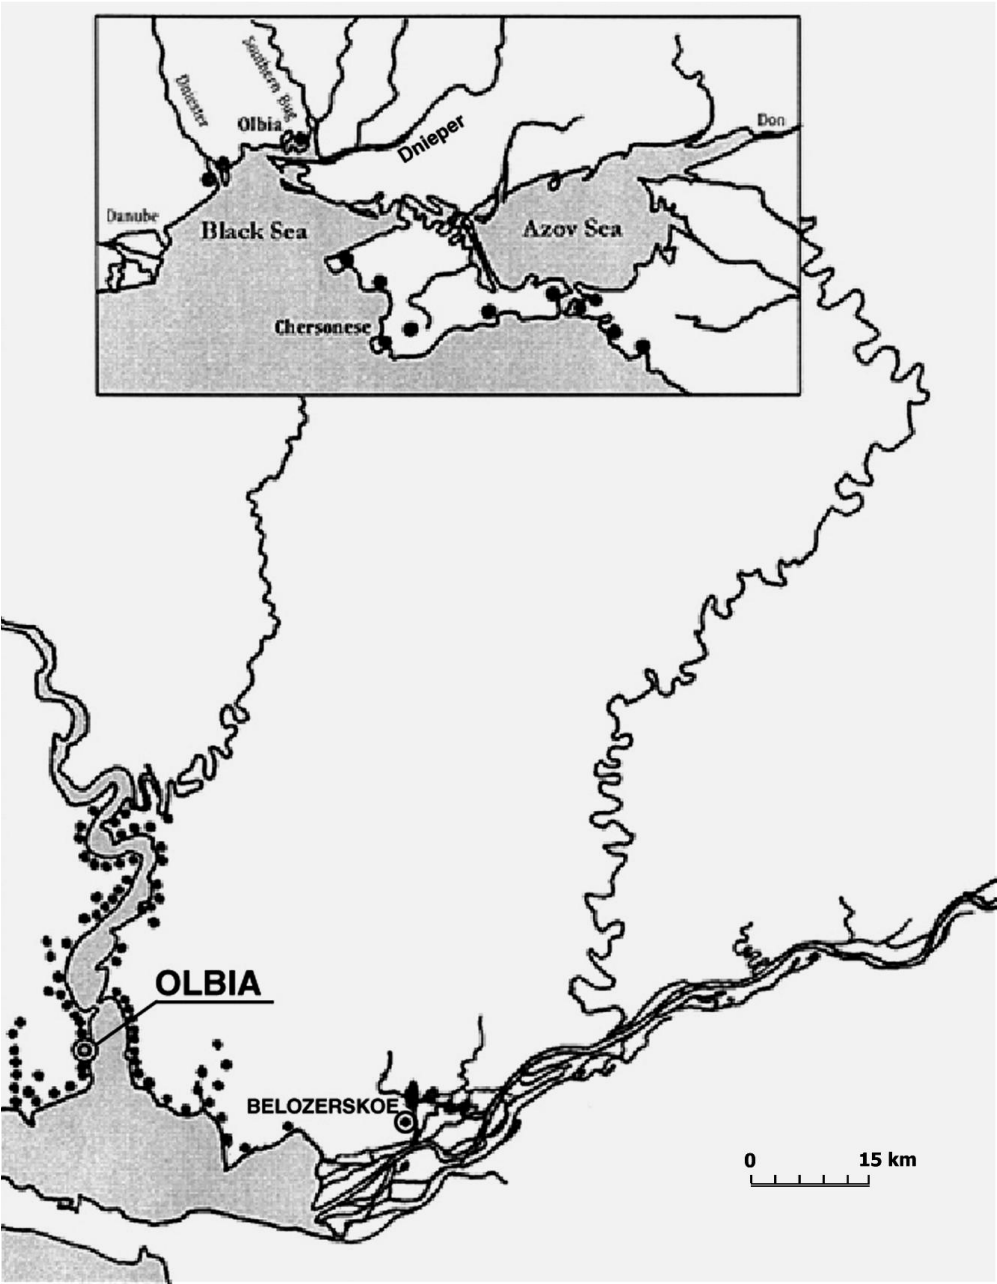 Dniester
Southern Bug
Olbia
Dnieper
Don
Danube
Black Sea
Azov Sea
Chersonese
OLBIA
BELOZERSKOE
0 15 km